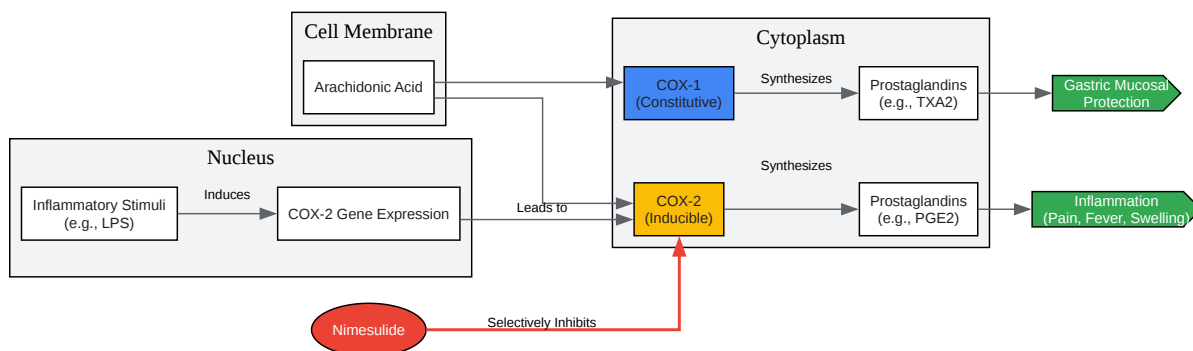 Cell Membrane
Arachidonic Acid
Cytoplasm
COX-1
(Constitutive)
Synthesizes
Prostaglandins
(e.g., TXA2)
Gastric Mucosal
Protection
Nucleus
Inflammatory Stimuli
(e.g., LPS)
Induces
COX-2 Gene Expression
Leads to
COX-2
(Inducible)
Synthesizes
Prostaglandins
(e.g., PGE2)
Inflammation
(Pain, Fever, Swelling)
Nimesulide
Selectively Inhibits